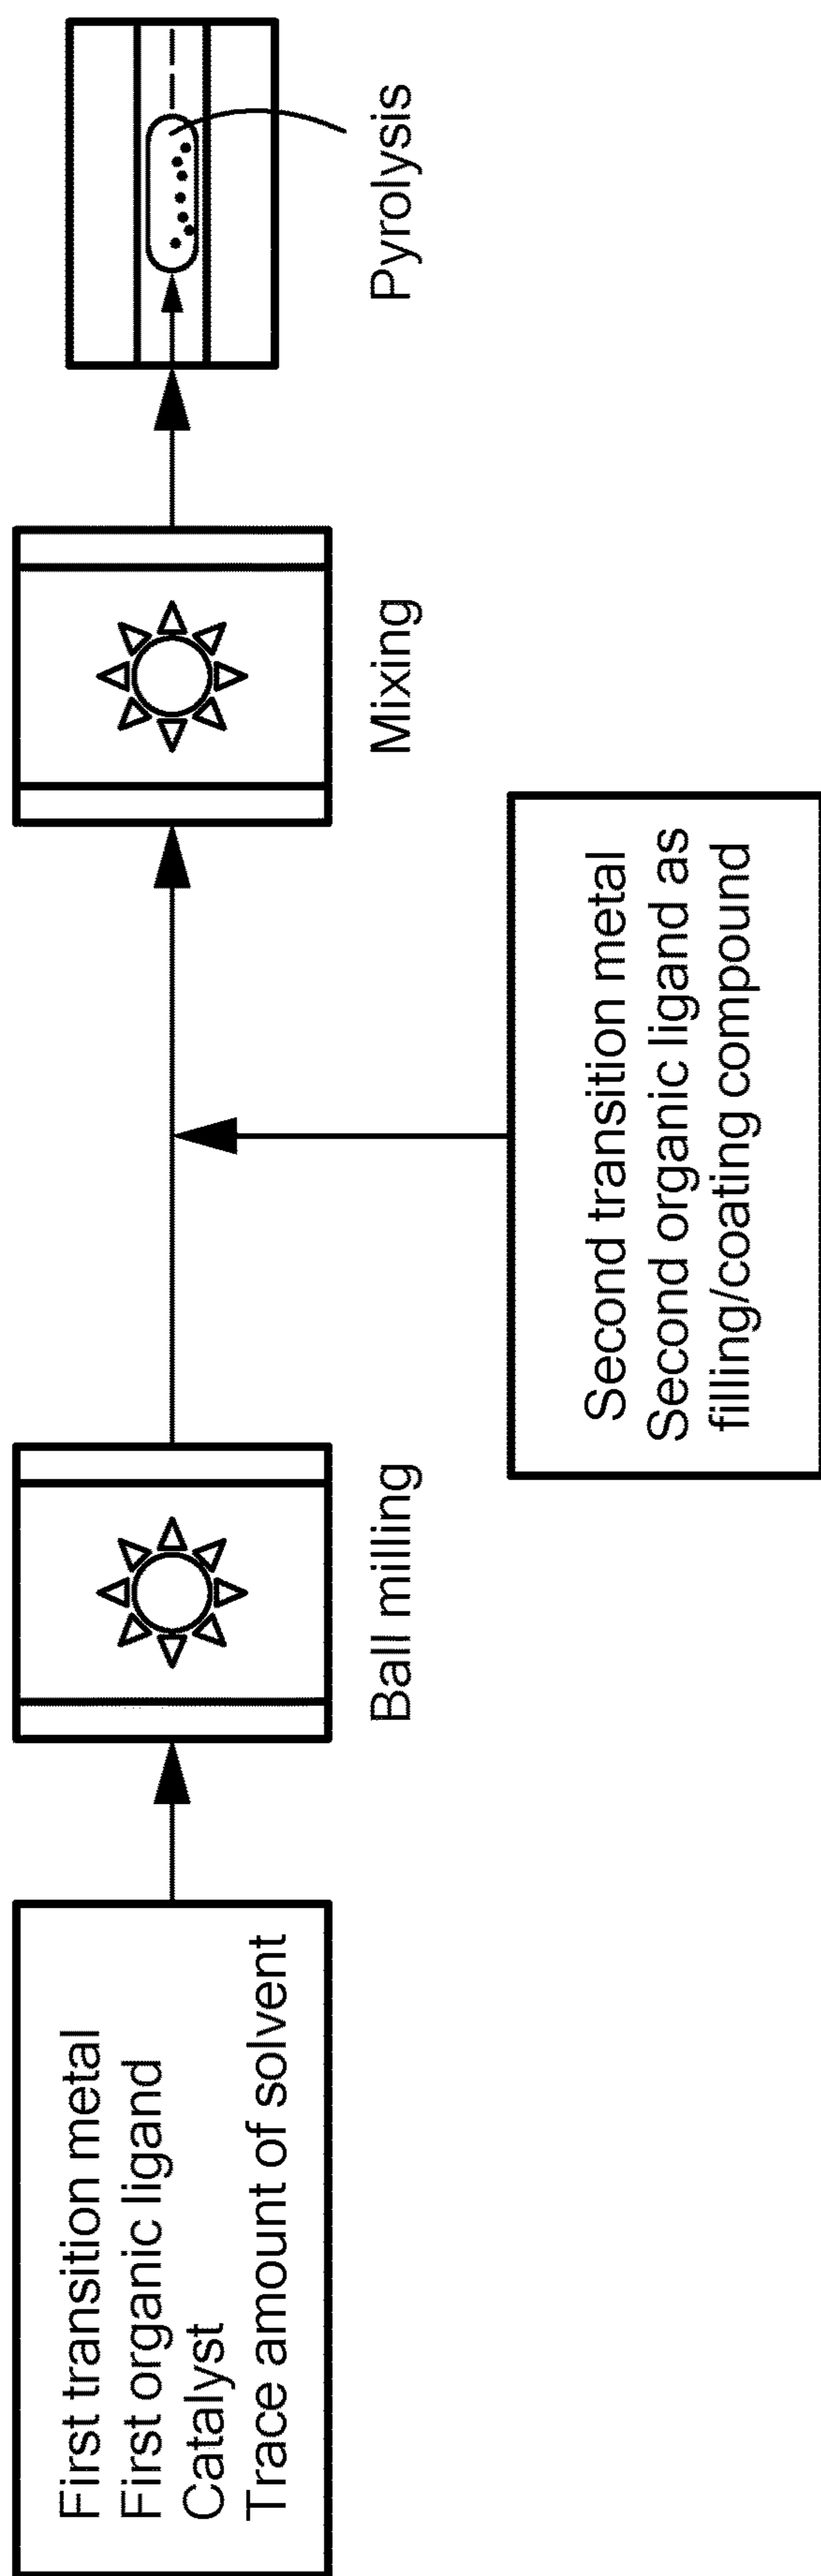 First transition metal
First organic ligand
Catalyst
Trace amount of solvent
Ball milling
Second transition metal
Second organic ligand as
filling/coating compound
Mixing
Pyrolysis